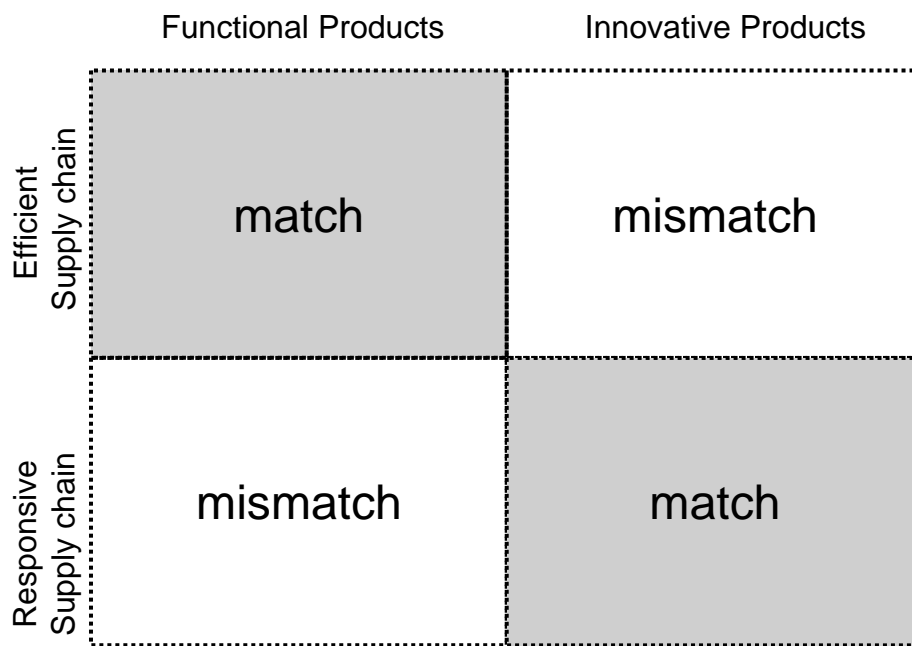 Functional Products
Innovative Products
Efficient
Supply chain
match
mismatch
Responsive
Supply chain
mismatch
match